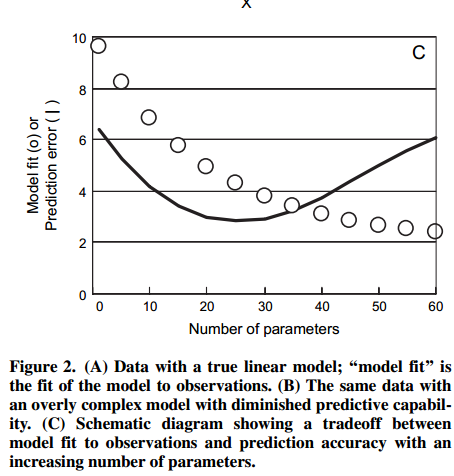 X
10
C
8
6
4
2
0
Model fit (o) or
Prediction error ( | )
0 10 20 30 40 50 60
Number of parameters
Figure 2. (A) Data with a true linear model; “model fit” is
the fit of the model to observations. (B) The same data with
an overly complex model with diminished predictive capabil-
ity. (C) Schematic diagram showing a tradeoff between
model fit to observations and prediction accuracy with an
increasing number of parameters.